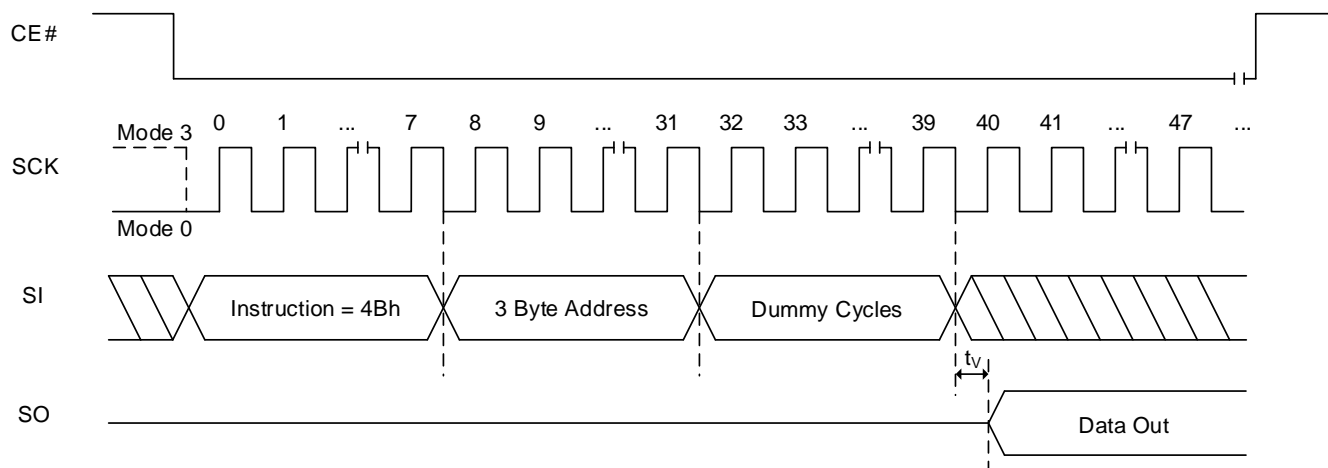 CE#
Mode 3 0 1 ... 7 8 9 ... 31 32 33 ... 39 40 41 ... 47 ...
SCK
Mode 0
SI Instruction = 4Bh 3 Byte Address Dummy Cycles
tV
SO Data Out